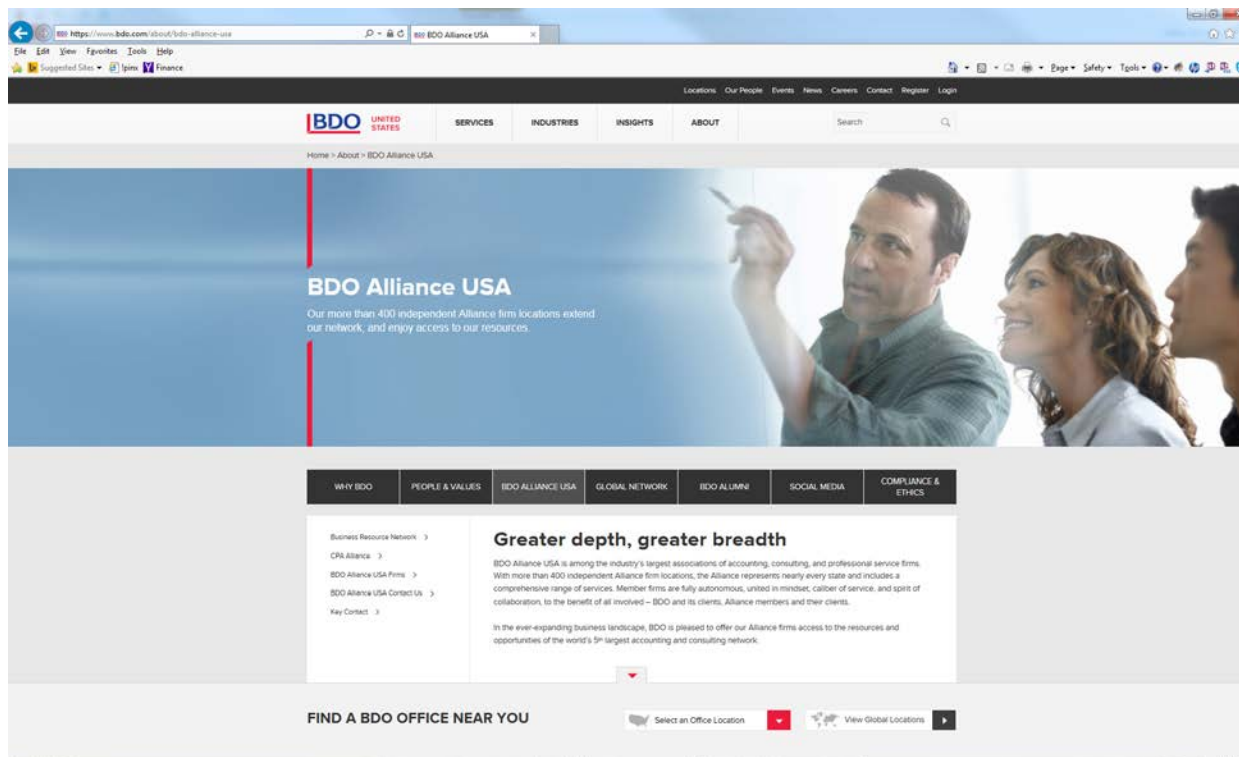 https://www.bdo.com/about/bdo-alliance-usa
BDO BDO Alliance USA
File Edit View Favorites Tools Help
Suggested Sites Ipinx Finance
Page Safety Tools
Locations Our People Events News Careers Contact Register Login
BDO UNITED STATES
SERVICES INDUSTRIES INSIGHTS ABOUT
Search
Home > About > BDO Alliance USA
BDO Alliance USA
Our more than 400 independent Alliance firm locations extend
our network, and enjoy access to our resources.
WHY BDO PEOPLE & VALUES BDO ALLIANCE USA GLOBAL NETWORK BDO ALUMNI SOCIAL MEDIA COMPLIANCE & ETHICS
Business Resource Network >
CPA Alliance >
BDO Alliance USA Firms >
BDO Alliance USA Contact Us >
Key Contact >
Greater depth, greater breadth
BDO Alliance USA is among the industry's largest associations of accounting, consulting, and professional service firms.
With more than 400 independent Alliance firm locations, the Alliance represents nearly every state and includes a
comprehensive range of services. Member firms are fully autonomous, united in mindset, caliber of service, and spirit of
collaboration, to the benefit of all involved – BDO and its clients, Alliance members and their clients.
In the ever-expanding business landscape, BDO is pleased to offer our Alliance firms access to the resources and
opportunities of the world's 5th largest accounting and consulting network.
FIND A BDO OFFICE NEAR YOU
Select an Office Location
View Global Locations